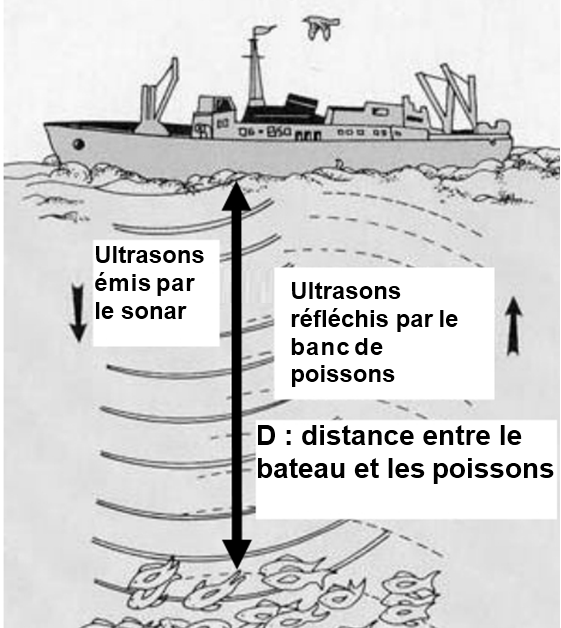 Ultrasons
émis par
le sonar
Ultrasons
réfléchis par le
banc de
poissons
D : distance entre le
bateau et les poissons